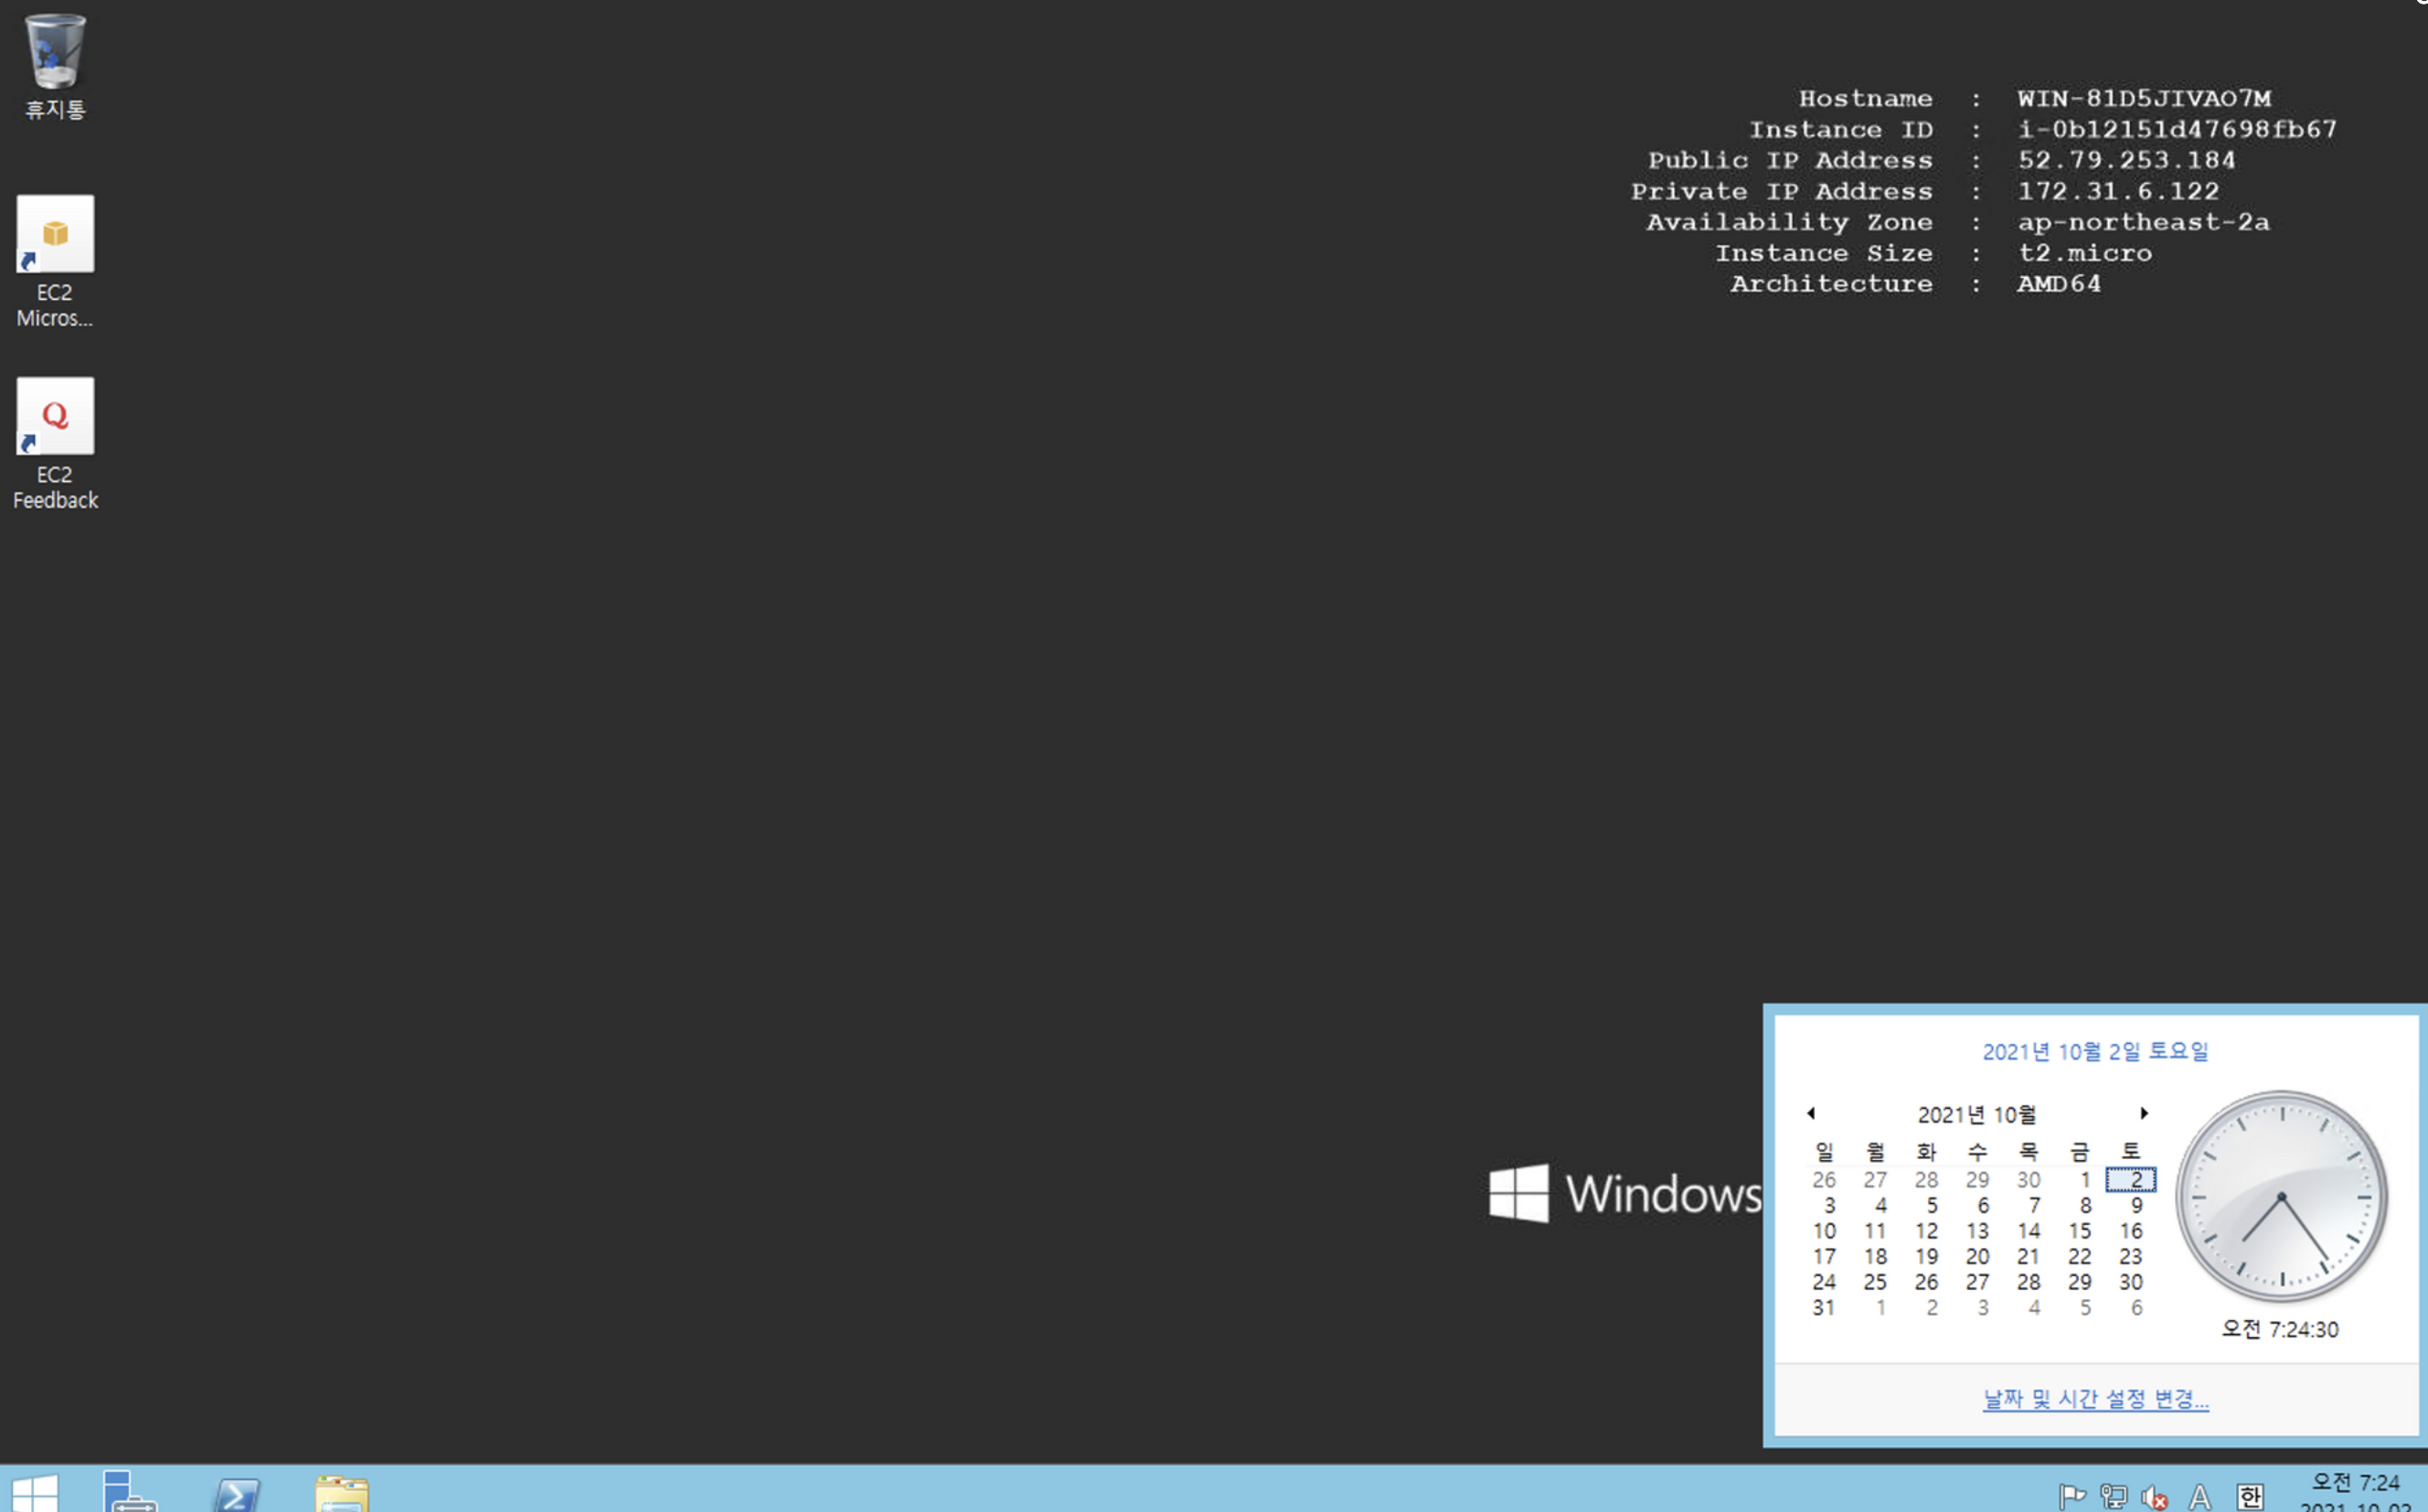 휴지통
EC2
Micros...
EC2
Feedback
Hostname : WIN-81D5JIVAO7M
Instance ID : i-0b12151d47698fb67
Public IP Address : 52.79.253.184
Private IP Address : 172.31.6.122
Availability Zone : ap-northeast-2a
Instance Size : t2.micro
Architecture : AMD64
Windows
2021년 10월 2일 토요일
2021년 10월
일 월 화 수 목 금 토
26 27 28 29 30 1 2
3 4 5 6 7 8 9
10 11 12 13 14 15 16
17 18 19 20 21 22 23
24 25 26 27 28 29 30
31 1 2 3 4 5 6
오전 7:24:30
날짜 및 시간 설정 변경...
A 한
오전 7:24
2021-10-02